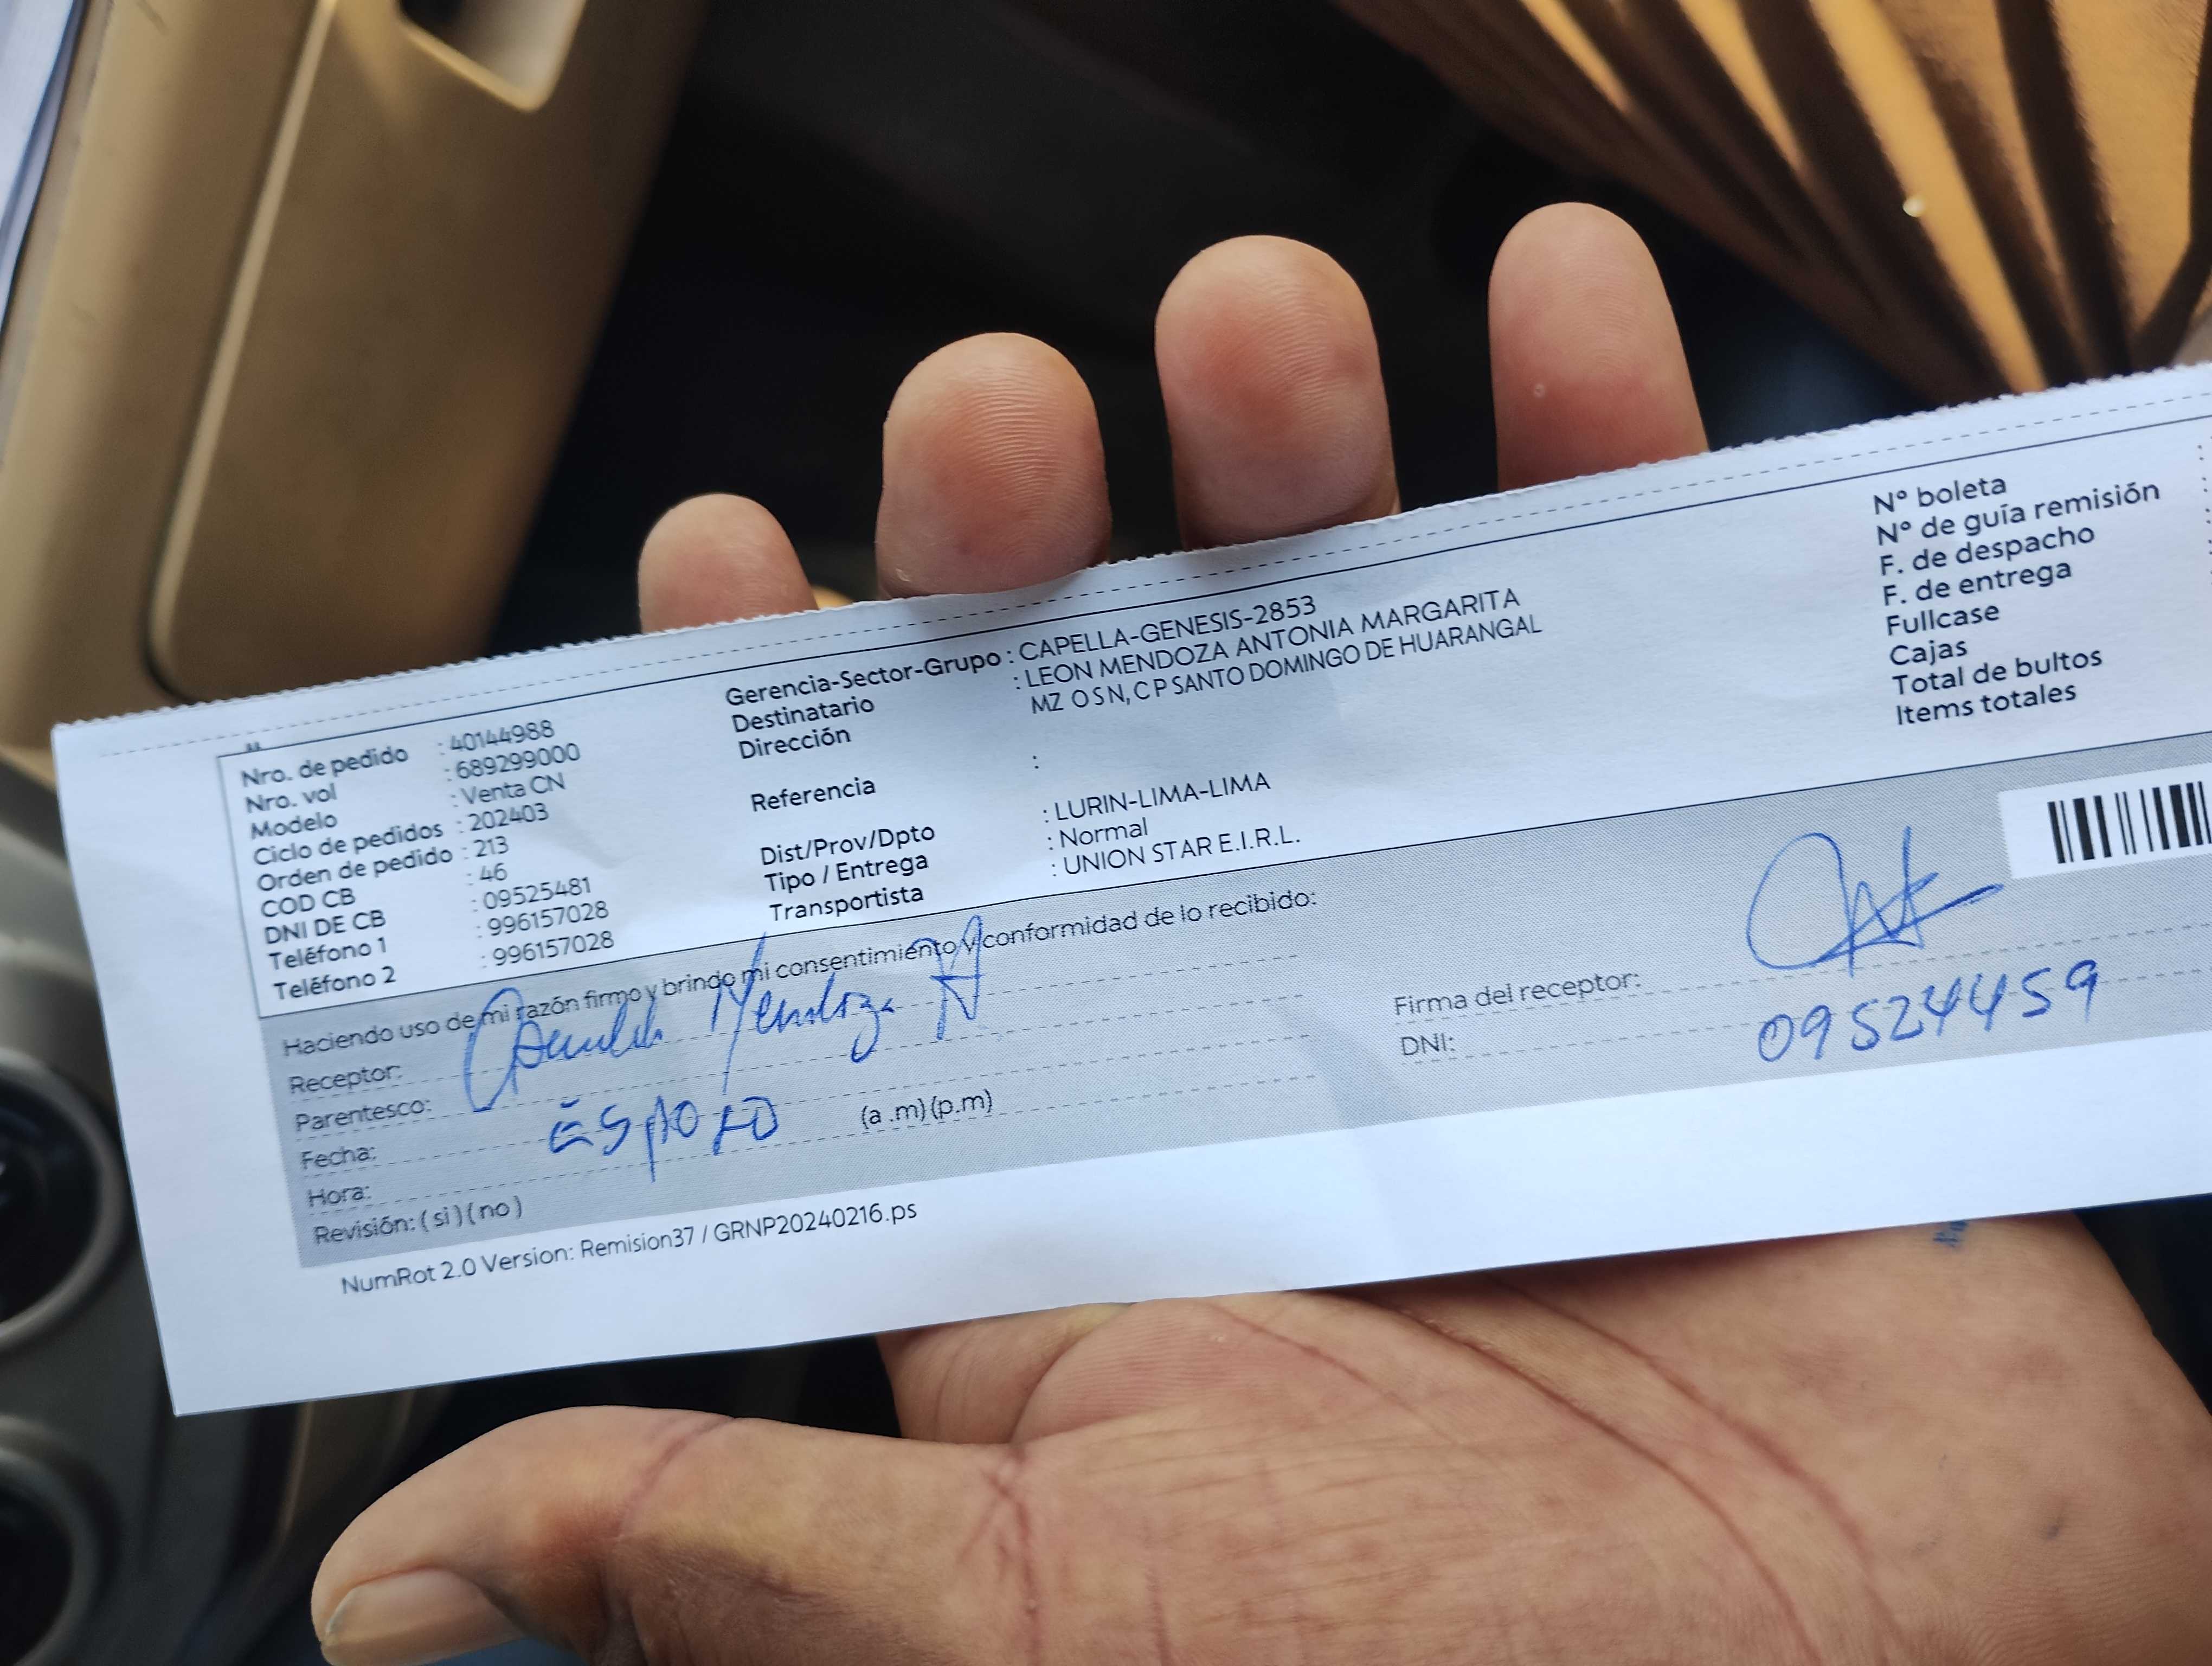 Nro. de pedido : 40144988
Nro. vol : 689299000
Modelo : Venta CN
Ciclo de pedidos : 202403
Orden de pedido : 213
COD CB : 46
DNI DE CB : 09525481
Teléfono 1 : 996157028
Teléfono 2 : 996157028
Gerencia-Sector-Grupo : CAPELLA-GENESIS-2853
Destinatario : LEON MENDOZA ANTONIA MARGARITA
Dirección MZ O S N, C P SANTO DOMINGO DE HUARANGAL
Referencia :
Dist/Prov/Dpto : LURIN-LIMA-LIMA
Tipo / Entrega : Normal
Transportista : UNION STAR E.I.R.L.
N° boleta :
N° de guía remisión :
F. de despacho :
F. de entrega
Fullcase
Cajas
Total de bultos
Items totales
Haciendo uso de mi razón firmo y brindo mi consentimiento y conformidad de lo recibido:
Receptor: Mendoza
Parentesco: Esposo
Fecha:
Hora: (a .m) (p.m)
Revisión: ( si ) ( no )
Firma del receptor:
DNI: 09524459
NumRot 2.0 Version: Remision37 / GRNP20240216.ps